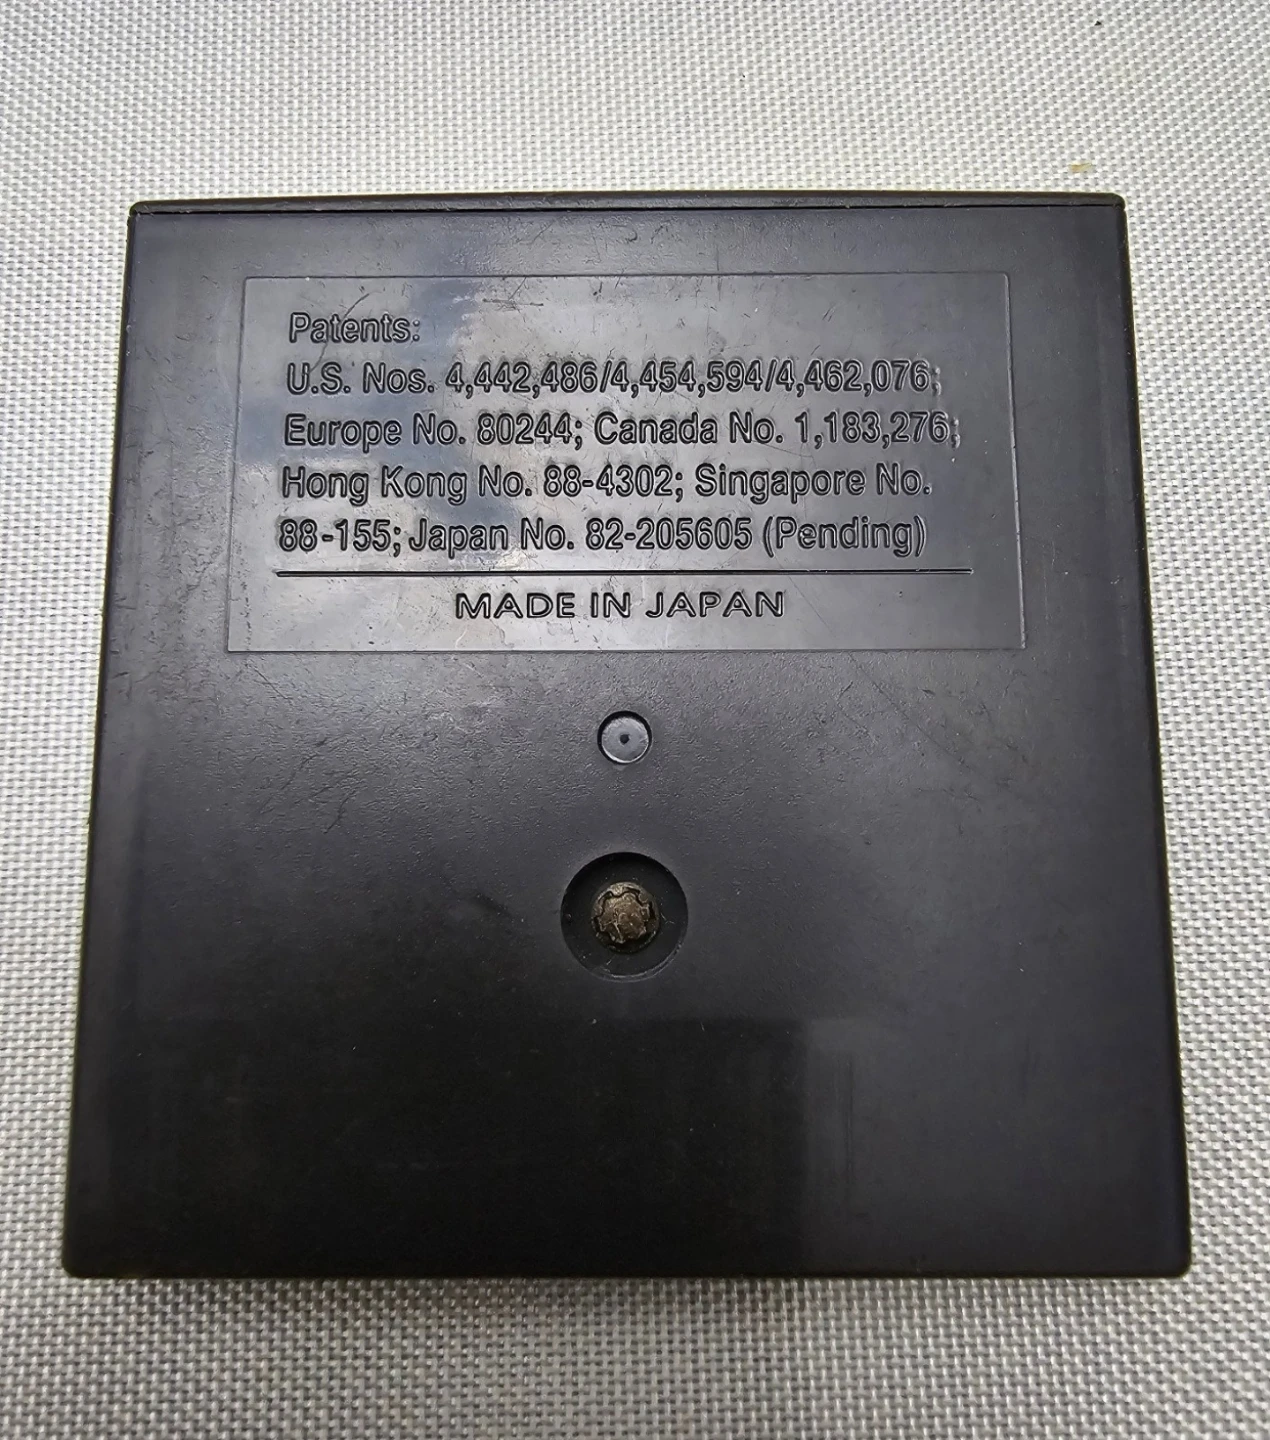 Patents:
U.S. Nos. 4,442,486/4,454,594/4,462,076;
Europe No. 80244; Canada No. 1,183,276;
Hong Kong No. 88-4302; Singapore No.
88-155; Japan No. 82-205605 (Pending)
MADE IN JAPAN